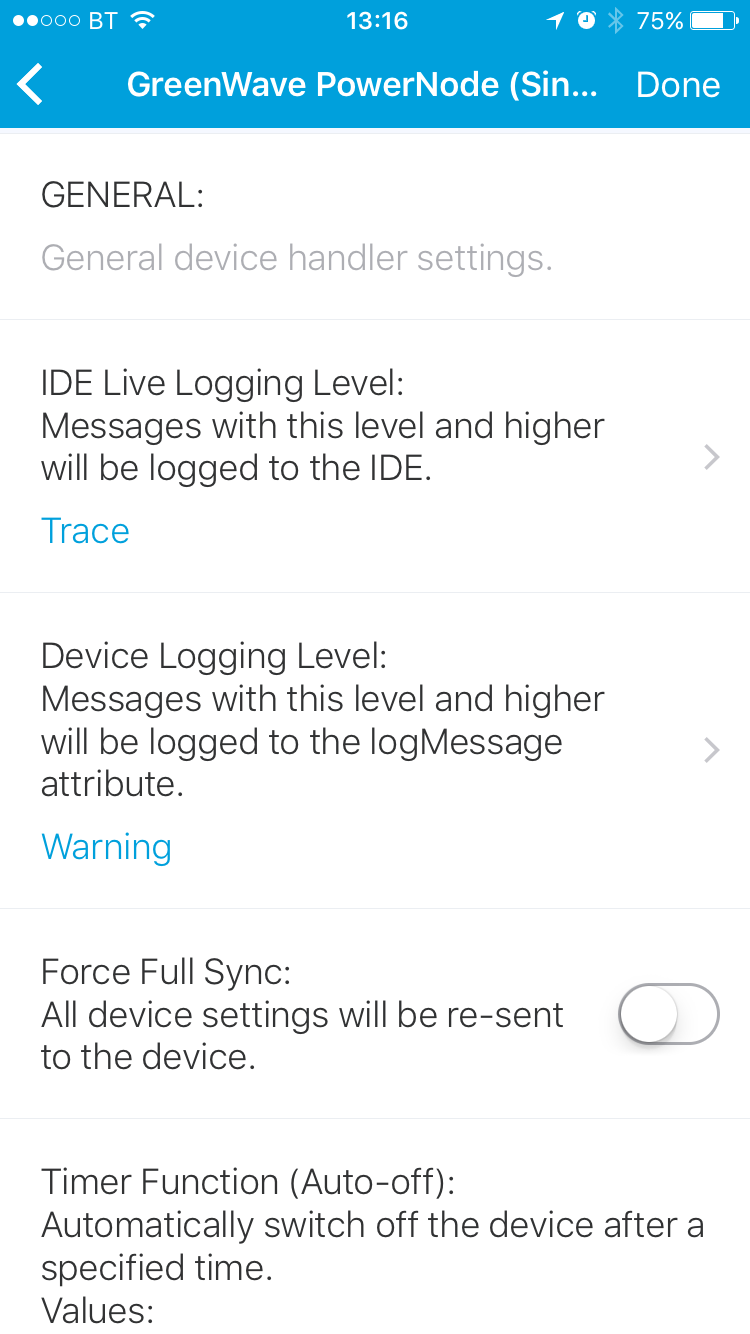 BT 13:16 75%
GreenWave PowerNode (Sin... Done
GENERAL:
General device handler settings.
IDE Live Logging Level:
Messages with this level and higher
will be logged to the IDE.
Trace
Device Logging Level:
Messages with this level and higher
will be logged to the logMessage
attribute.
Warning
Force Full Sync:
All device settings will be re-sent
to the device.
Timer Function (Auto-off):
Automatically switch off the device after a
specified time.
Values: